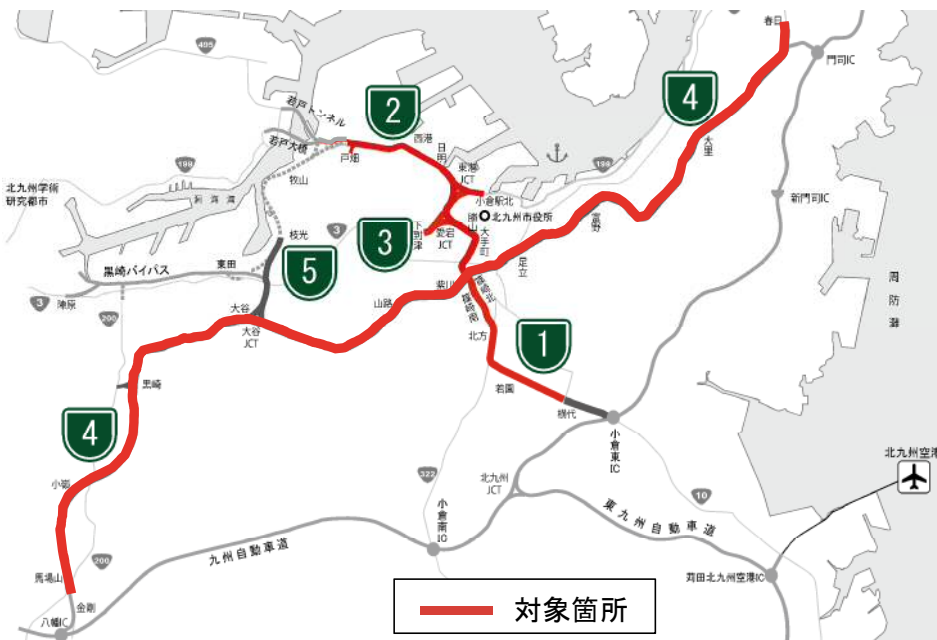 春日
門司IC
495
若戸トンネル
2
4
西港
若戸大橋
日明
大里
戸畑
199
東港
JCT
199
牧山
小倉駅北
北九州学術
研究都市
洞海湾
北九州市役所
新門司IC
勝山
富野
3
下到津
愛宕
JCT
大手町
枝光
3
5
足立
黒崎バイパス
東田
紫川
周防灘
3
陣原
200
山路
大谷
大谷
JCT
北方
1
黒崎
若園
横代
4
小倉東IC
北九州空港
322
北九州
JCT
小嶺
10
小倉南IC
東九州自動車道
九州自動車道
200
馬場山
苅田北九州空港IC
金剛
八幡IC
対象箇所